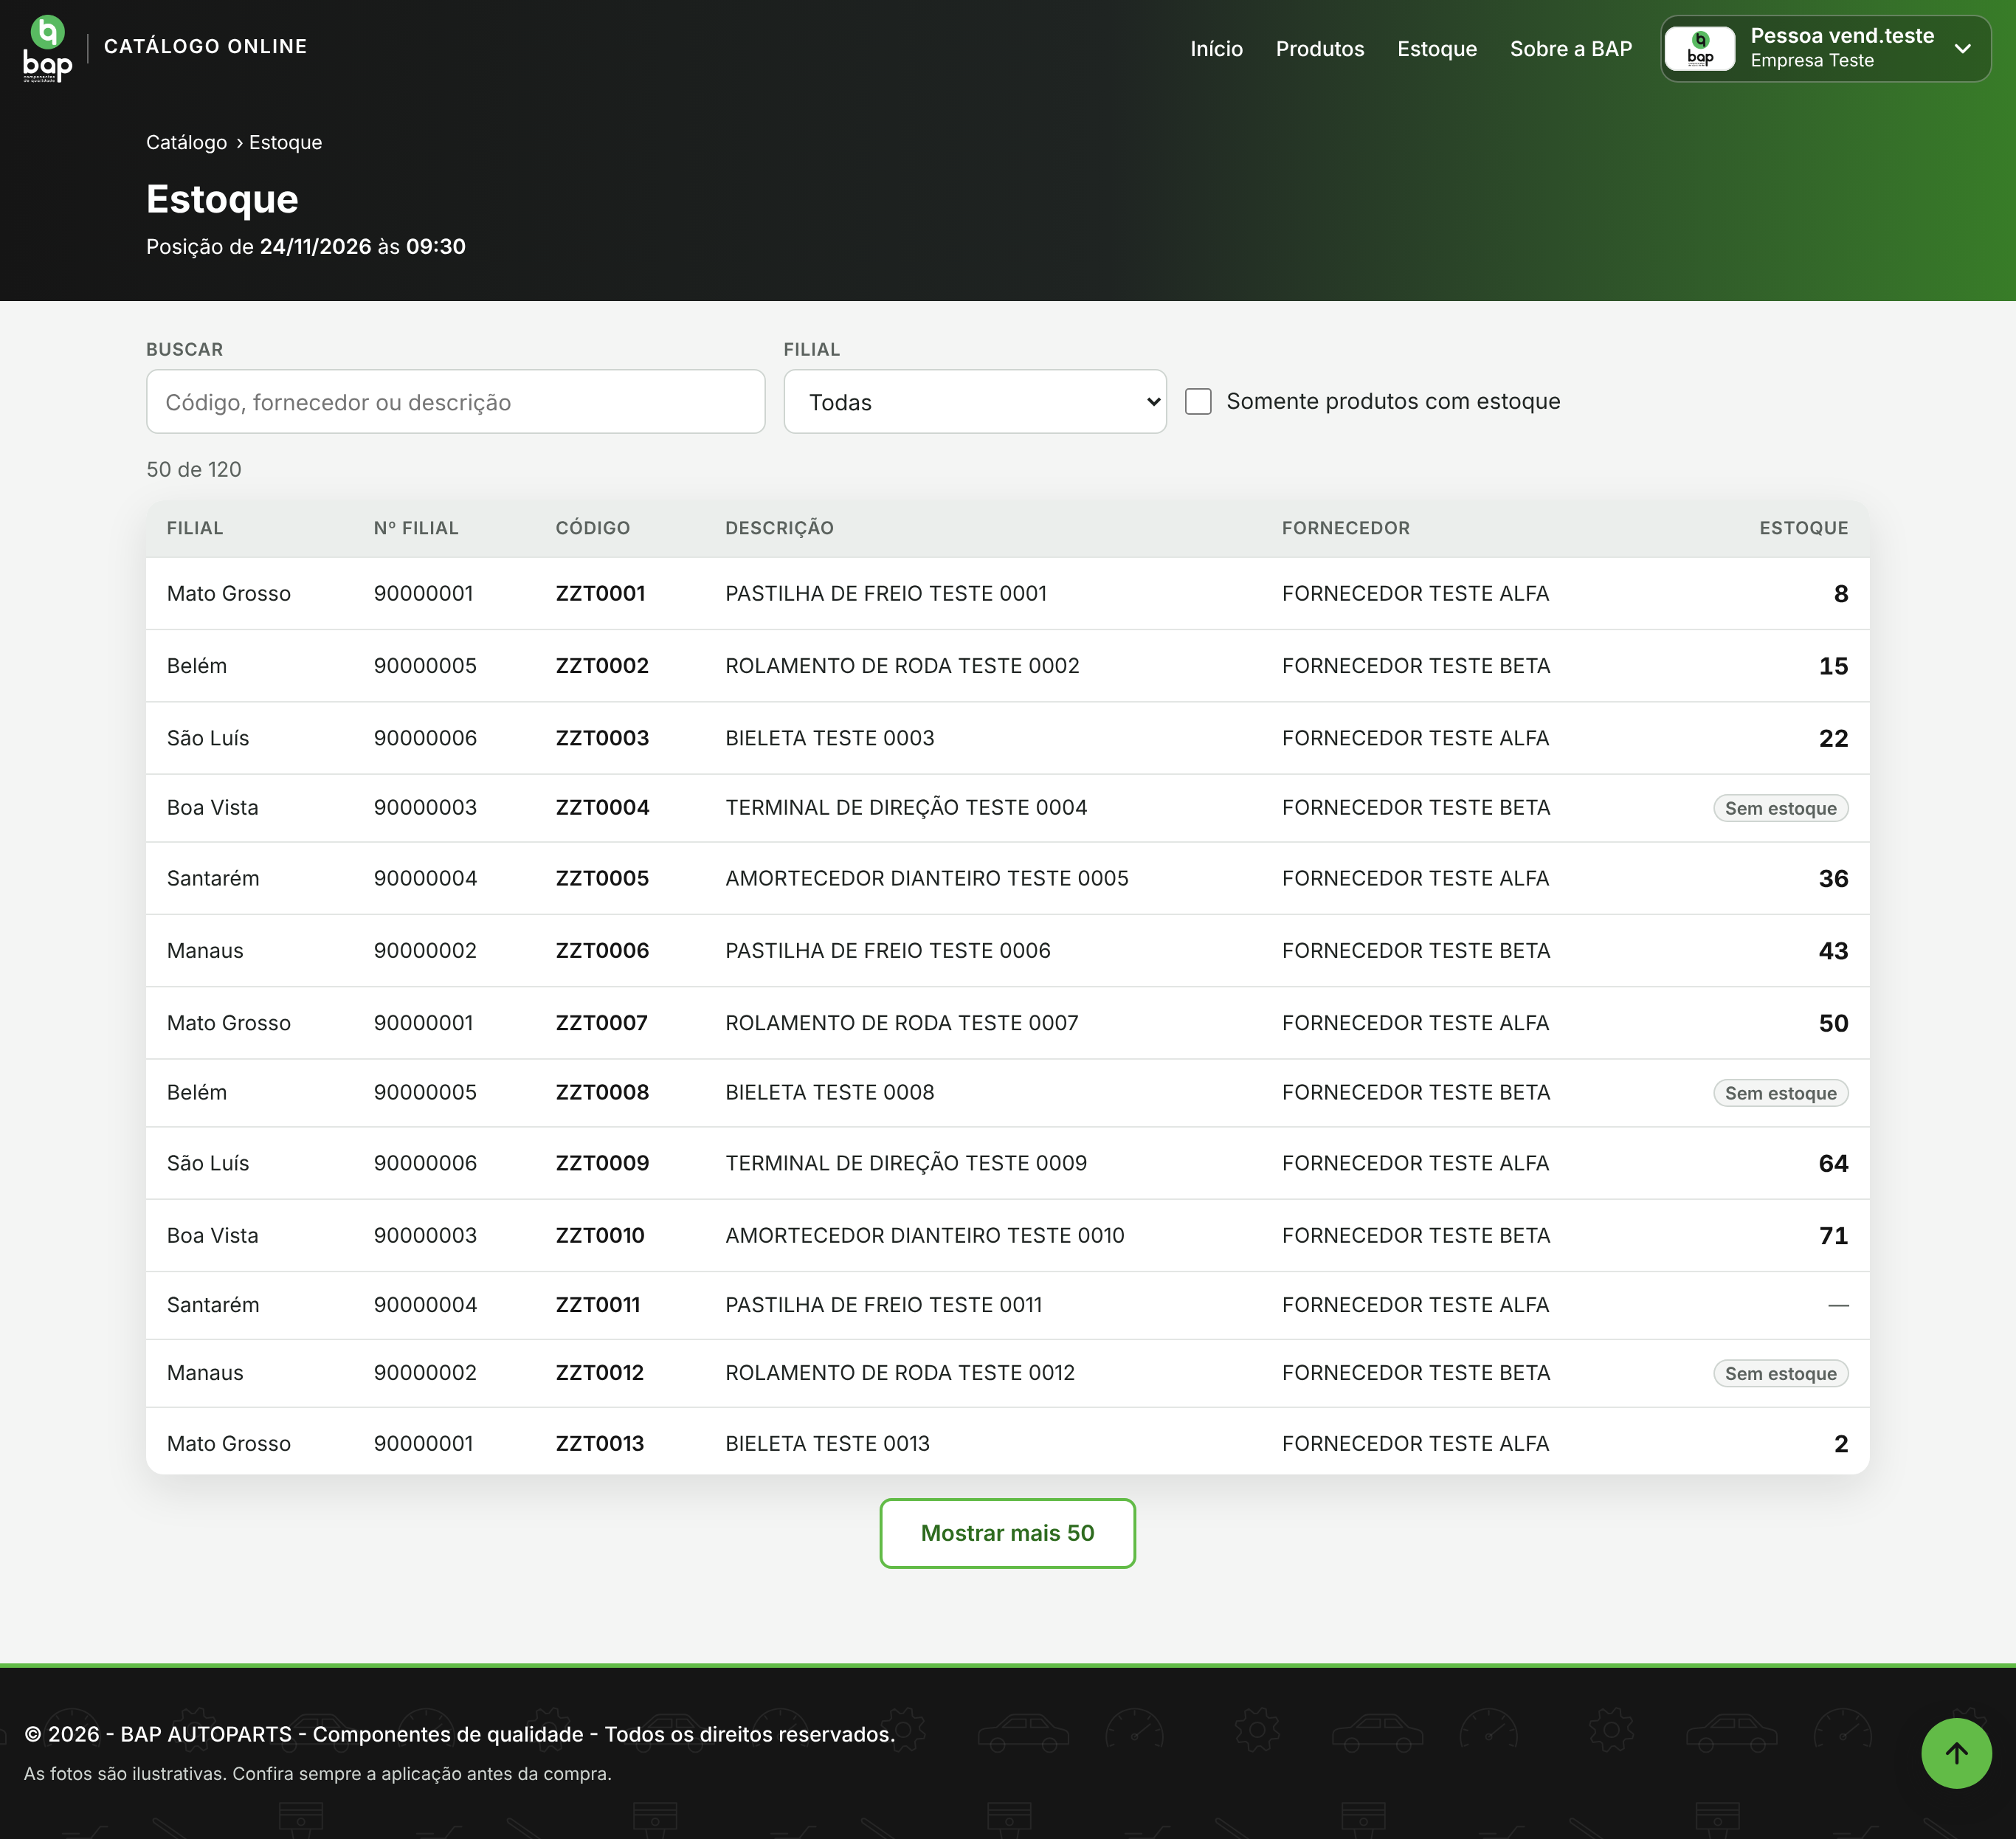 bap
componentes
de qualidade
CATÁLOGO ONLINE
Início Produtos Estoque Sobre a BAP
bap
Pessoa vend.teste
Empresa Teste
Catálogo › Estoque
Estoque
Posição de 24/11/2026 às 09:30
BUSCAR FILIAL
Código, fornecedor ou descrição Todas Somente produtos com estoque
50 de 120
FILIAL Nº FILIAL CÓDIGO DESCRIÇÃO FORNECEDOR ESTOQUE
Mato Grosso 90000001 ZZT0001 PASTILHA DE FREIO TESTE 0001 FORNECEDOR TESTE ALFA 8
Belém 90000005 ZZT0002 ROLAMENTO DE RODA TESTE 0002 FORNECEDOR TESTE BETA 15
São Luís 90000006 ZZT0003 BIELETA TESTE 0003 FORNECEDOR TESTE ALFA 22
Boa Vista 90000003 ZZT0004 TERMINAL DE DIREÇÃO TESTE 0004 FORNECEDOR TESTE BETA Sem estoque
Santarém 90000004 ZZT0005 AMORTECEDOR DIANTEIRO TESTE 0005 FORNECEDOR TESTE ALFA 36
Manaus 90000002 ZZT0006 PASTILHA DE FREIO TESTE 0006 FORNECEDOR TESTE BETA 43
Mato Grosso 90000001 ZZT0007 ROLAMENTO DE RODA TESTE 0007 FORNECEDOR TESTE ALFA 50
Belém 90000005 ZZT0008 BIELETA TESTE 0008 FORNECEDOR TESTE BETA Sem estoque
São Luís 90000006 ZZT0009 TERMINAL DE DIREÇÃO TESTE 0009 FORNECEDOR TESTE ALFA 64
Boa Vista 90000003 ZZT0010 AMORTECEDOR DIANTEIRO TESTE 0010 FORNECEDOR TESTE BETA 71
Santarém 90000004 ZZT0011 PASTILHA DE FREIO TESTE 0011 FORNECEDOR TESTE ALFA —
Manaus 90000002 ZZT0012 ROLAMENTO DE RODA TESTE 0012 FORNECEDOR TESTE BETA Sem estoque
Mato Grosso 90000001 ZZT0013 BIELETA TESTE 0013 FORNECEDOR TESTE ALFA 2
Mostrar mais 50
© 2026 - BAP AUTOPARTS - Componentes de qualidade - Todos os direitos reservados.
As fotos são ilustrativas. Confira sempre a aplicação antes da compra.